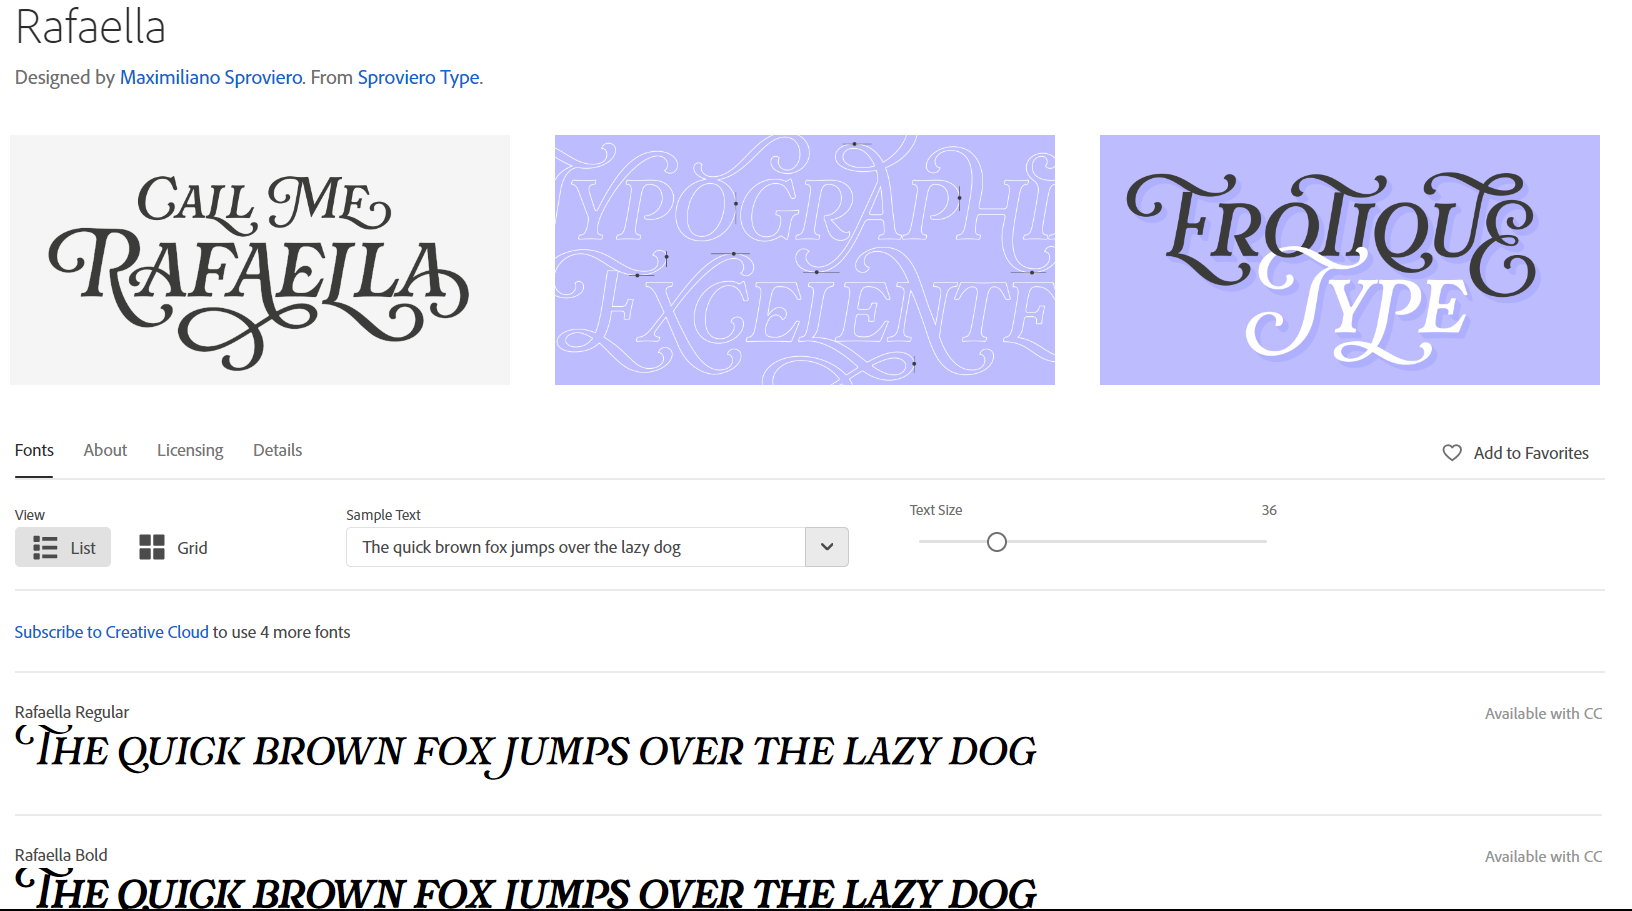 Rafaella
Designed by Maximiliano Sproviero. From Sproviero Type.
CALL ME
RAFAELLA
YPOGRAPHI
EXCELENTE
EROTIQUE
TYPE
Fonts About Licensing Details
Add to Favorites
View
List
Grid
Sample Text
The quick brown fox jumps over the lazy dog
Text Size 36
Subscribe to Creative Cloud to use 4 more fonts
Rafaella Regular
Available with CC
THE QUICK BROWN FOX JUMPS OVER THE LAZY DOG
Rafaella Bold
Available with CC
THE QUICK BROWN FOX JUMPS OVER THE LAZY DOG